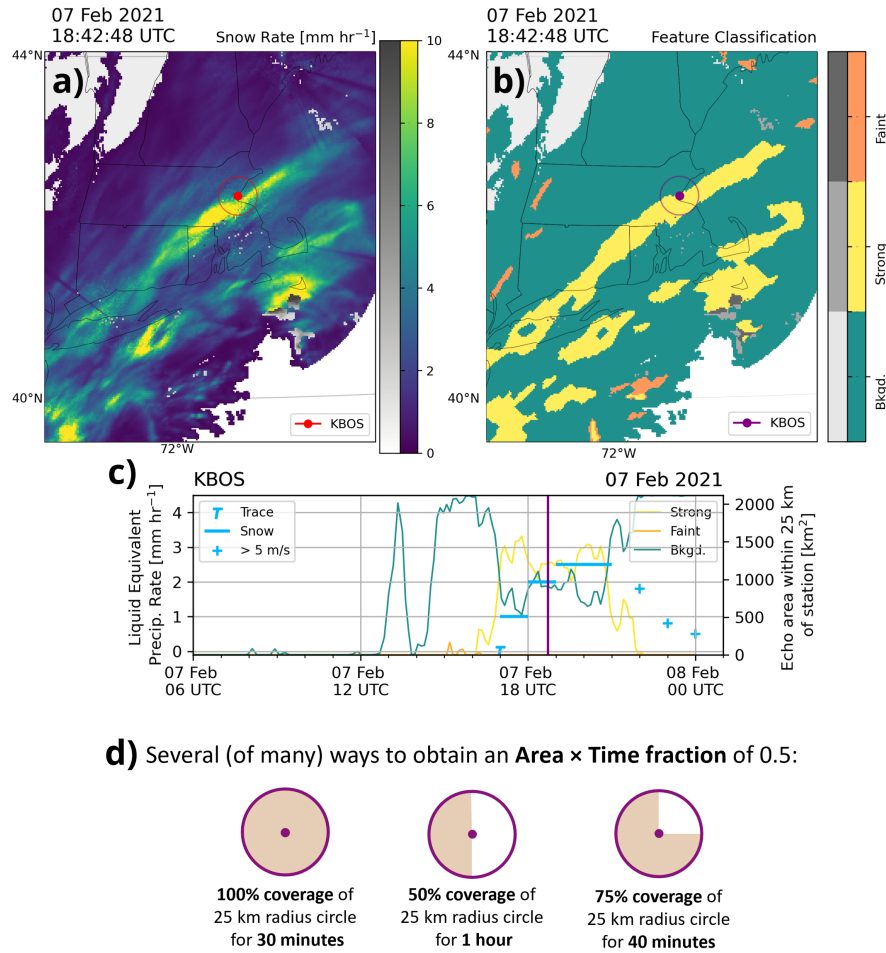 07 Feb 2021
18:42:48 UTC
Snow Rate [mm hr⁻¹]
a)
44°N
40°N
72°W
KBOS
10
8
6
4
2
0
07 Feb 2021
18:42:48 UTC
Feature Classification
b)
44°N
40°N
72°W
KBOS
Faint
Strong
Bkgd.
c)
KBOS
07 Feb 2021
Liquid Equivalent
Precip. Rate [mm hr⁻¹]
4
3
2
1
0
Trace
Snow
> 5 m/s
Strong
Faint
Bkgd.
2000
1500
1000
500
0
Echo area within 25 km
of station [km²]
07 Feb
06 UTC
07 Feb
12 UTC
07 Feb
18 UTC
08 Feb
00 UTC
d) Several (of many) ways to obtain an Area × Time fraction of 0.5:
100% coverage of
25 km radius circle
for 30 minutes
50% coverage of
25 km radius circle
for 1 hour
75% coverage of
25 km radius circle
for 40 minutes